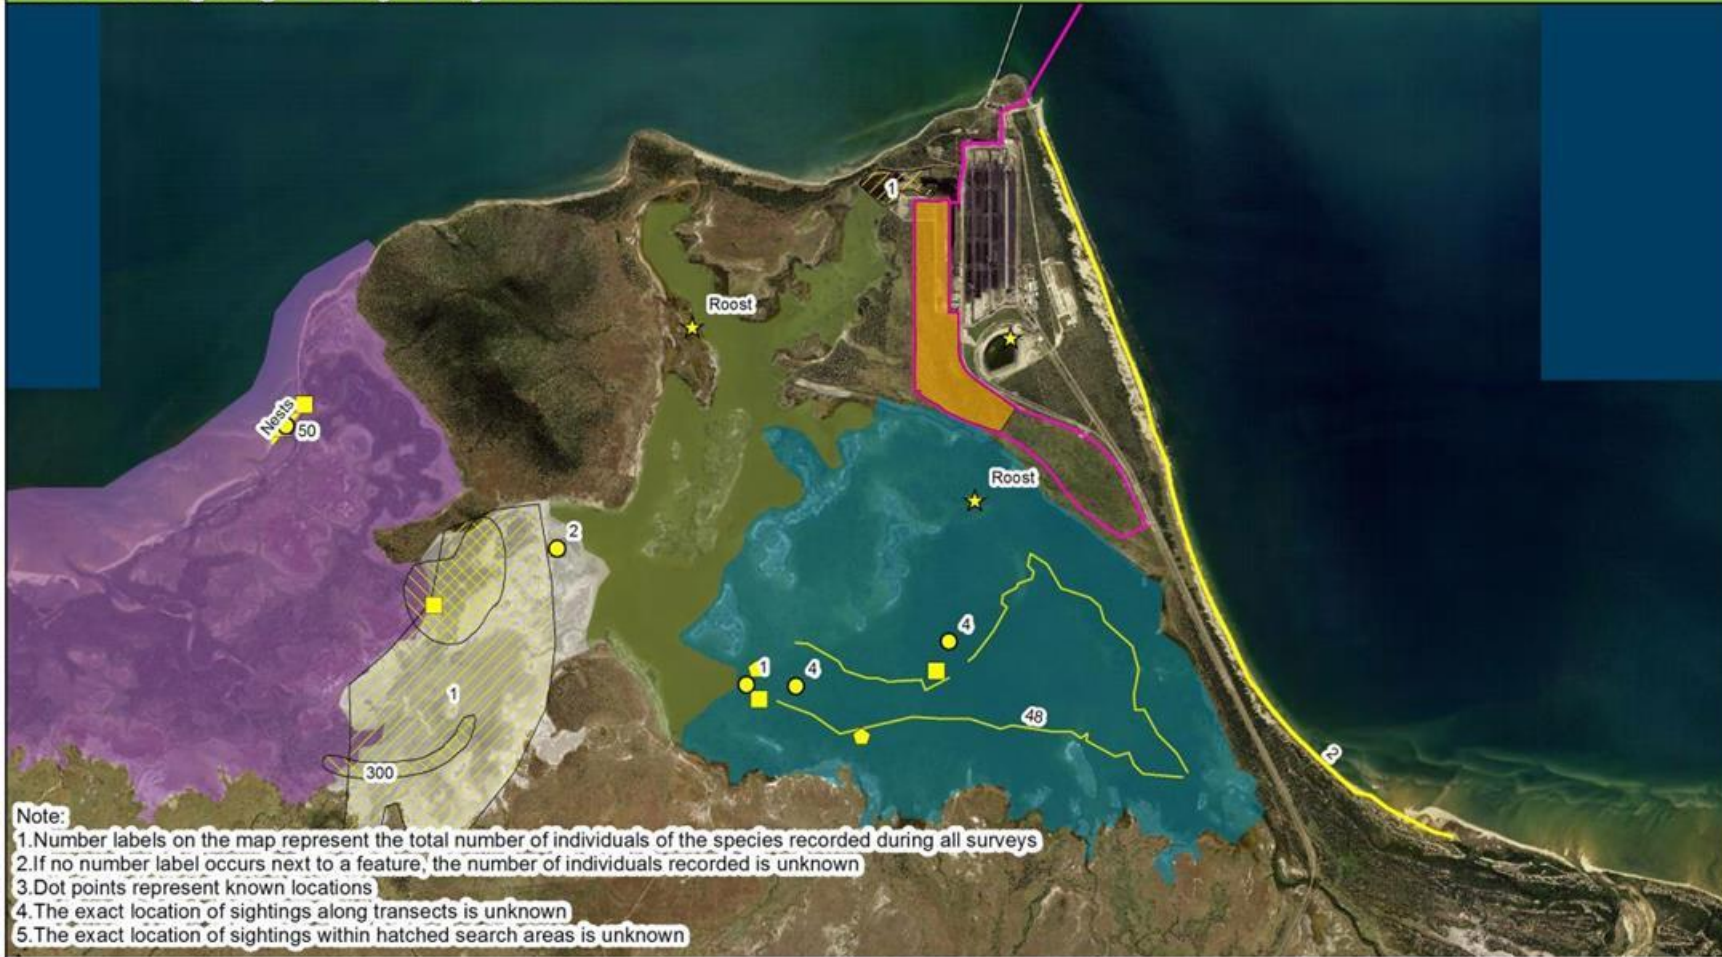 1
Roost
Nests
50
Roost
2
4
1
4
1
48
2
300
Note:
1.Number labels on the map represent the total number of individuals of the species recorded during all surveys
2.If no number label occurs next to a feature, the number of individuals recorded is unknown
3.Dot points represent known locations
4.The exact location of sightings along transects is unknown
5.The exact location of sightings within hatched search areas is unknown